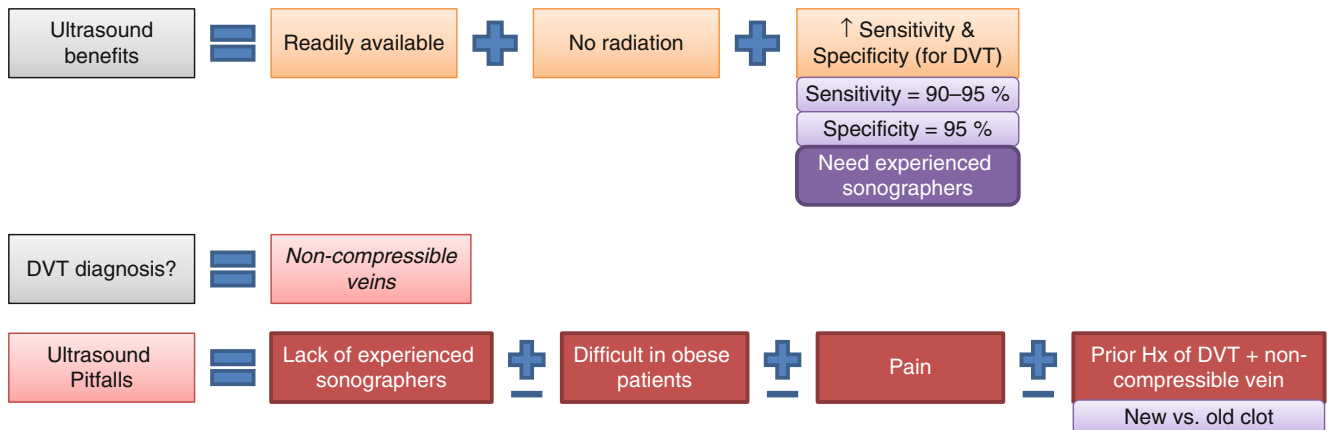 Ultrasound
benefits
Readily available
No radiation
↑ Sensitivity &
Specificity (for DVT)
Sensitivity = 90–95 %
Specificity = 95 %
Need experienced
sonographers
DVT diagnosis?
Non-compressible
veins
Ultrasound
Pitfalls
Lack of experienced
sonographers
Difficult in obese
patients
Pain
Prior Hx of DVT + non-
compressible vein
New vs. old clot